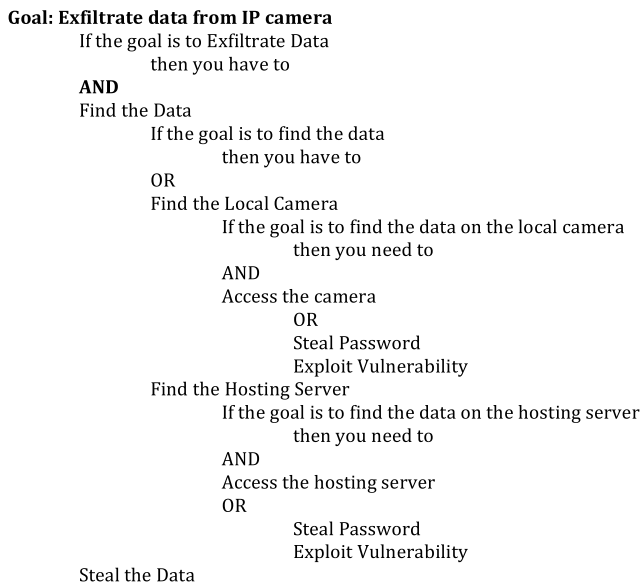 Goal: Exfiltrate data from IP camera
If the goal is to Exfiltrate Data
then you have to
AND
Find the Data
If the goal is to find the data
then you have to
OR
Find the Local Camera
If the goal is to find the data on the local camera
then you need to
AND
Access the camera
OR
Steal Password
Exploit Vulnerability
Find the Hosting Server
If the goal is to find the data on the hosting server
then you need to
AND
Access the hosting server
OR
Steal Password
Exploit Vulnerability
Steal the Data